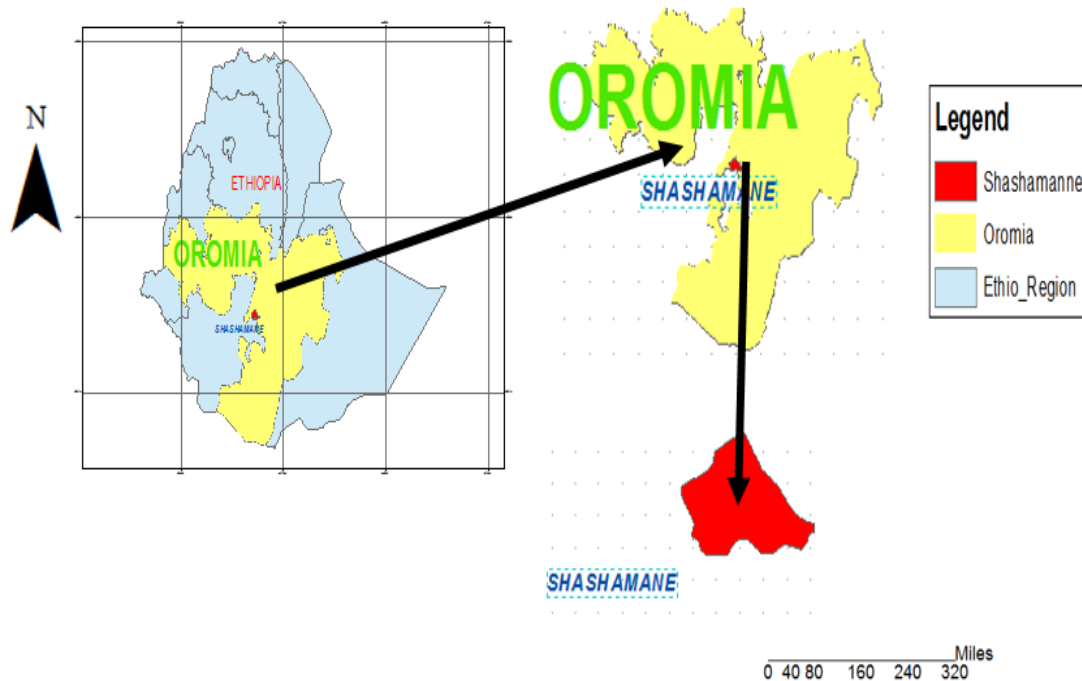 N
ETHIOPIA
OROMIA
SHASHAMANE
OROMIA
SHASHAMANE
SHASHAMANE
Legend
Shashamanne
Oromia
Ethio_Region
Miles
0 40 80 160 240 320